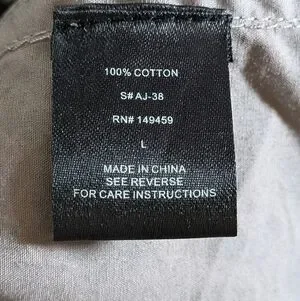 100% COTTON
S# AJ-38
RN# 149459
L
MADE IN CHINA
SEE REVERSE
FOR CARE INSTRUCTIONS